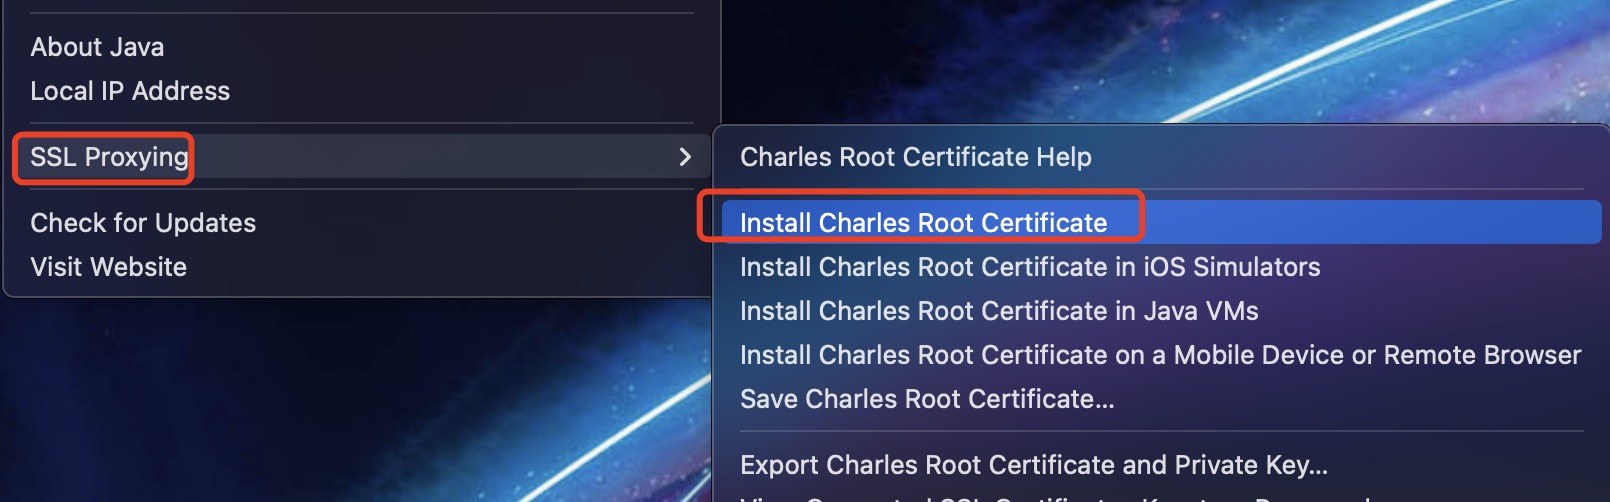 About Java
Local IP Address
SSL Proxying
Check for Updates
Visit Website
Charles Root Certificate Help
Install Charles Root Certificate
Install Charles Root Certificate in iOS Simulators
Install Charles Root Certificate in Java VMs
Install Charles Root Certificate on a Mobile Device or Remote Browser
Save Charles Root Certificate...
Export Charles Root Certificate and Private Key...